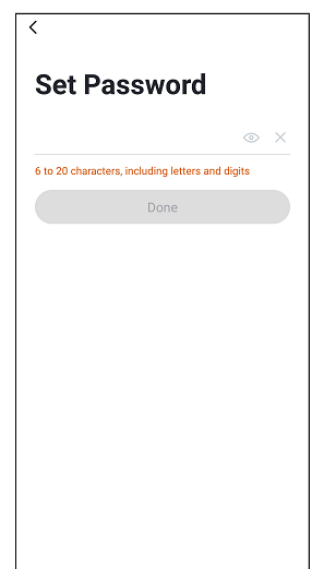 Set Password
6 to 20 characters, including letters and digits
Done